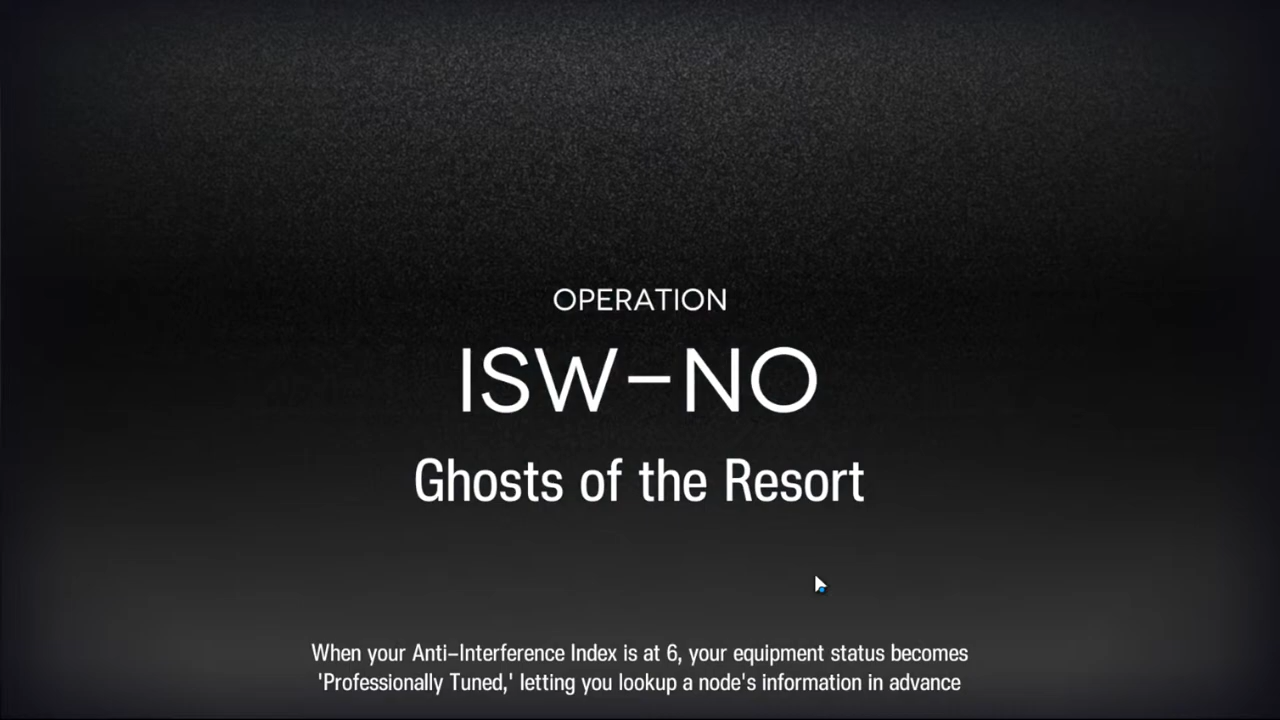 OPERATION
ISW-NO
Ghosts of the Resort
When your Anti-Interference Index is at 6, your equipment status becomes
'Professionally Tuned,' letting you lookup a node's information in advance